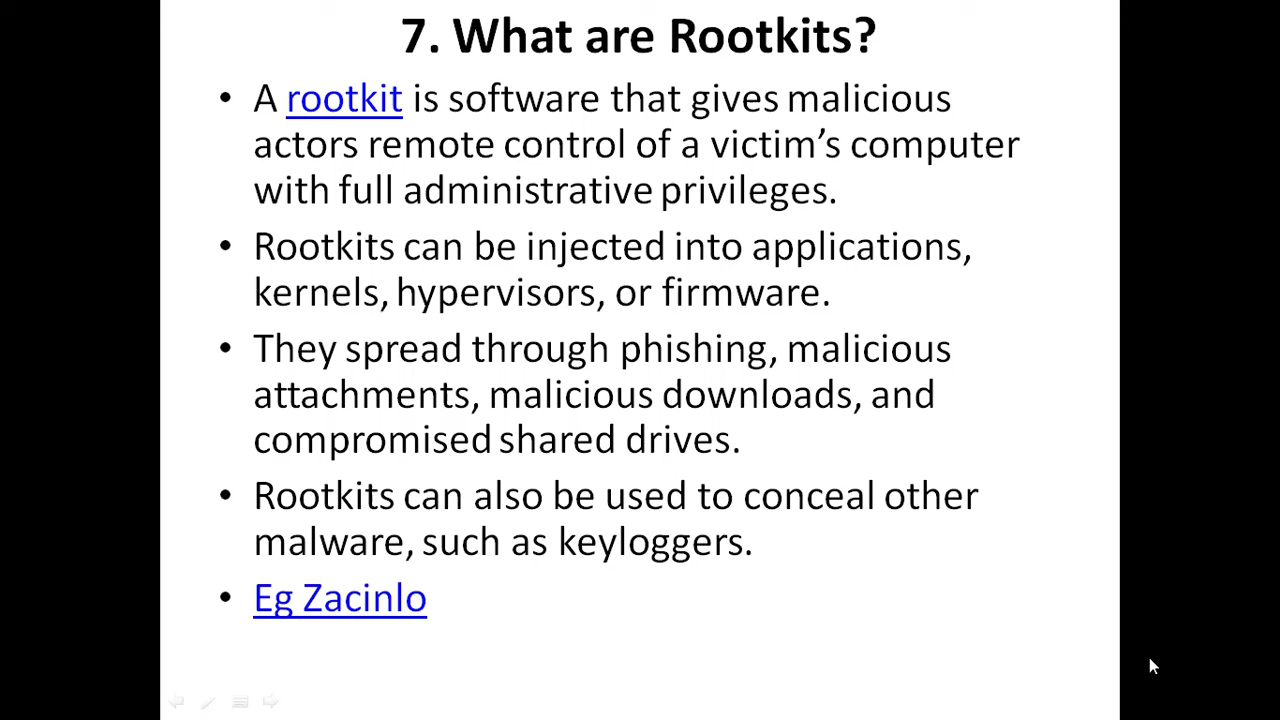 7. What are Rootkits?
• A rootkit is software that gives malicious
actors remote control of a victim’s computer
with full administrative privileges.
• Rootkits can be injected into applications,
kernels, hypervisors, or firmware.
• They spread through phishing, malicious
attachments, malicious downloads, and
compromised shared drives.
• Rootkits can also be used to conceal other
malware, such as keyloggers.
• Eg Zacinlo